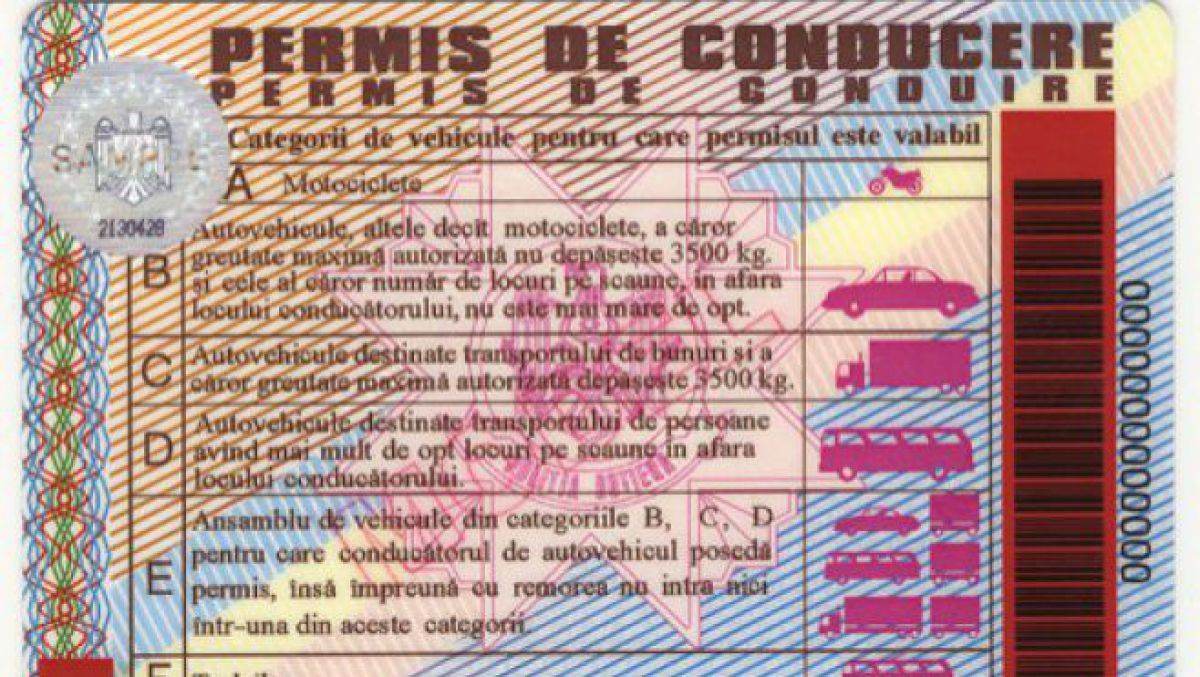 PERMIS DE CONDUCERE
PERMIS DE CONDUIRE
Categorii de vehicule pentru care permisul este valabil
SAMPLE
2130428
A Motociclete
B
Autovehicule, altele decît motociclete, a căror
greutate maximă autorizată nu depăşeşte 3500 kg.
şi cele al căror număr de locuri pe scaune, în afara
locului conducătorului, nu este mai mare de opt.
C
Autovehicule destinate transportului de bunuri şi a
căror greutate maximă autorizată depăşeşte 3500 kg.
D
Autovehicule destinate transportului de persoane
avînd mai mult de opt locuri pe scaune în afara
locului conducătorului.
E
Ansamblu de vehicule din categoriile B, C, D
pentru care conducătorul de autovehicul posedă
permis, însă împreună cu remorca nu intra nici
într-una din aceste categorii.
0000000000000000